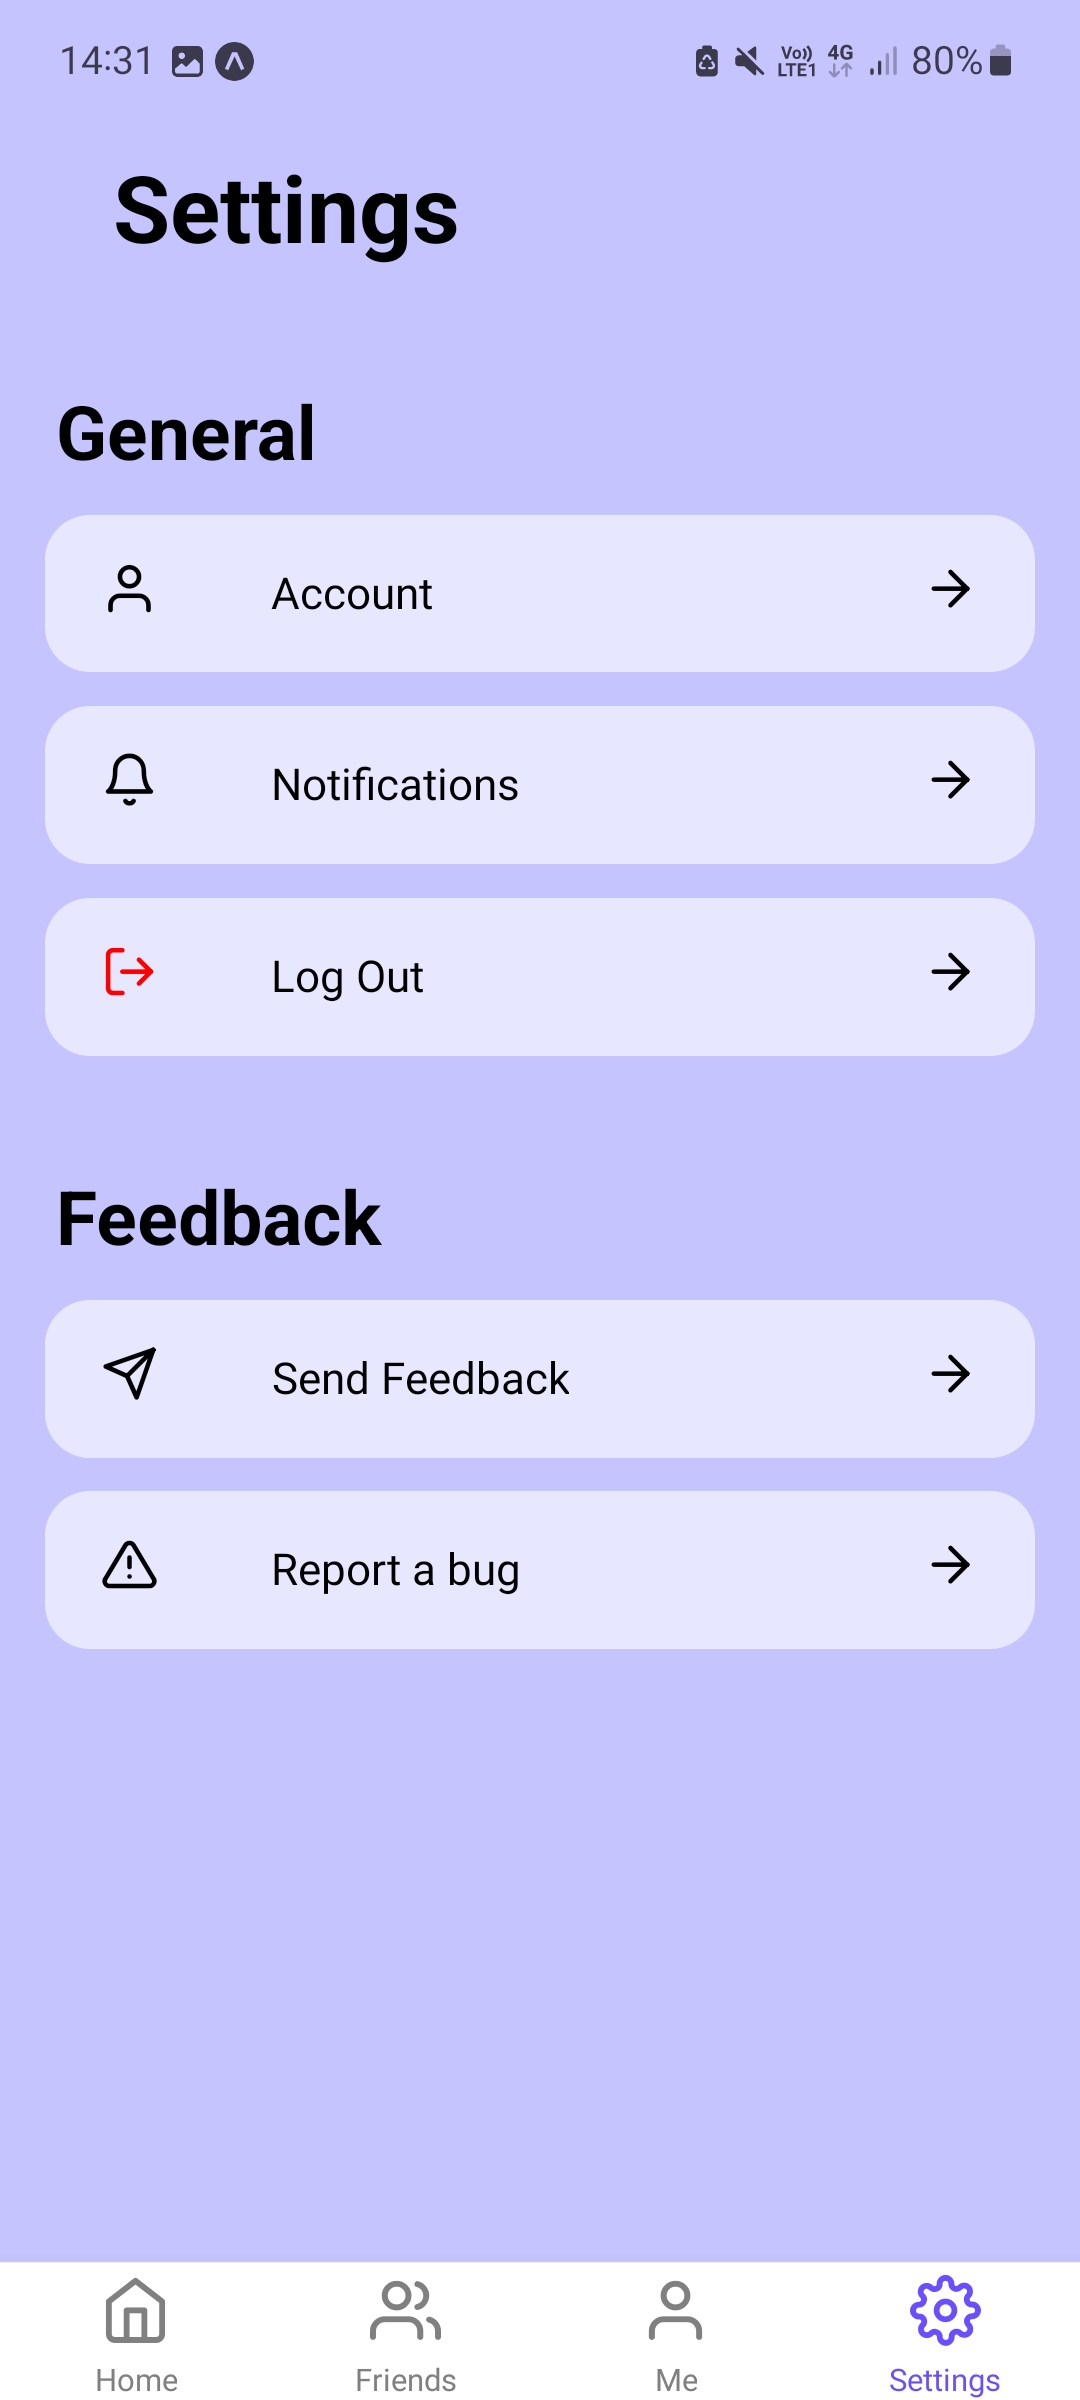 14:31 Vo)) LTE1 4G 80%
Settings
General
Account
Notifications
Log Out
Feedback
Send Feedback
Report a bug
Home Friends Me Settings